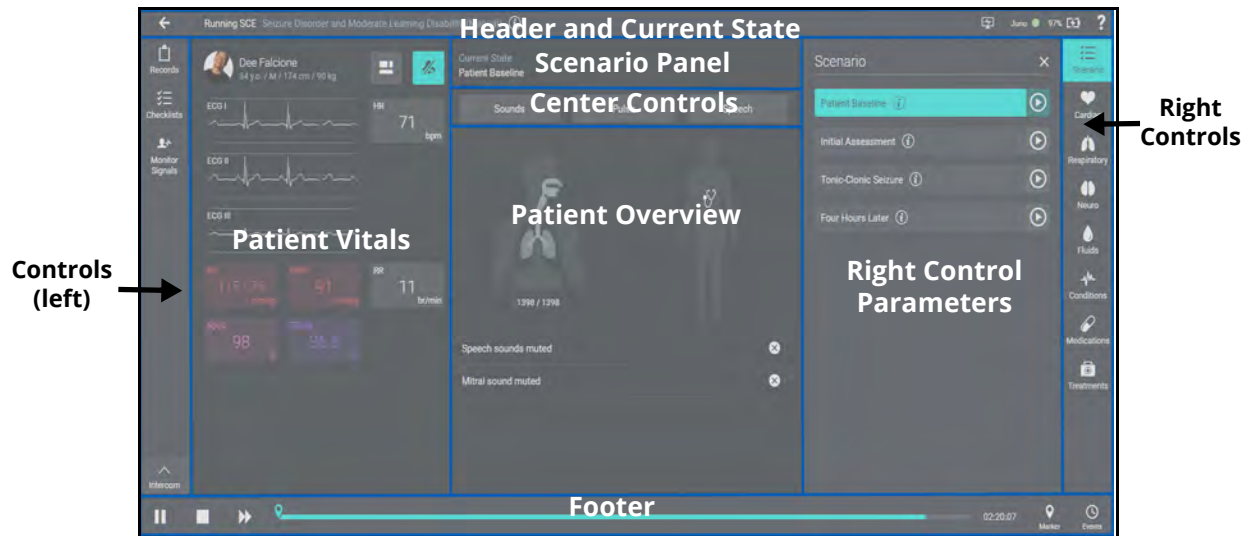 Running SCE Seizure Disorder and Moderate Learning
Header and Current State
Juno 97% ?
Records
Checklists
Monitor
Signals
Intercom
Controls
(left)
Dee Falcione
54 y.o. / M / 174 cm / 90 kg
ECG I
HR
71
bpm
ECG II
ECG III
Patient Vitals
91
RR
11
br/min
98
Current State
Patient Baseline
Scenario Panel
Sounds
Speech
Center Controls
Patient Overview
1398 / 1398
Speech sounds muted
Mitral sound muted
Scenario
Patient Baseline
Initial Assessment
Tonic-Clonic Seizure
Four Hours Later
Right Control
Parameters
Scenario
Cardiac
Respiratory
Neuro
Fluids
Conditions
Medications
Treatments
Right
Controls
Footer
02:20:07
Marker
Events